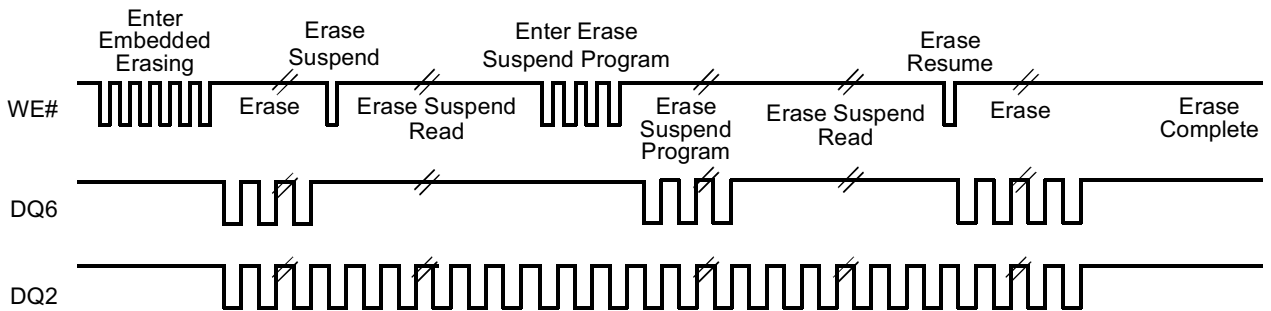 Enter
Embedded
Erasing
Erase
Suspend
Enter Erase
Suspend Program
Erase
Resume
WE#
Erase
Erase Suspend
Read
Erase
Suspend
Program
Erase Suspend
Read
Erase
Erase
Complete
DQ6
DQ2